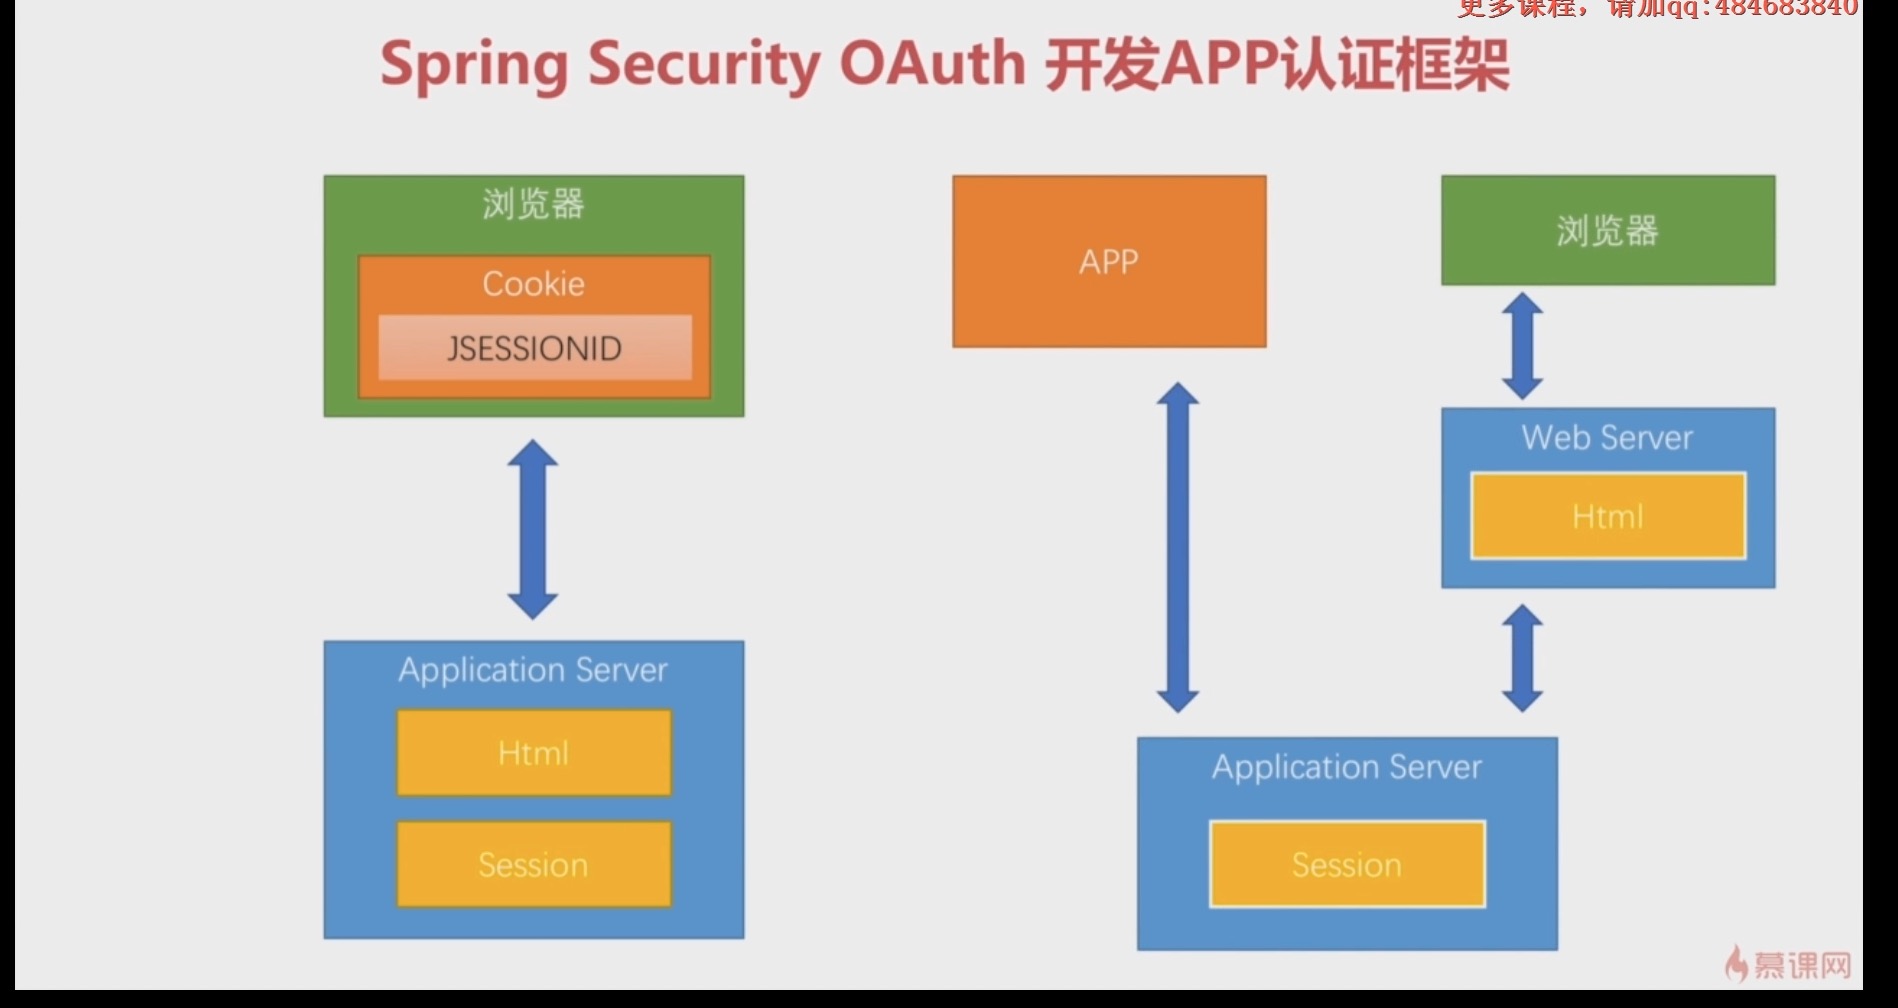 更多课程，请加qq:484683840
Spring Security OAuth 开发APP认证框架
浏览器
Cookie
JSESSIONID
Application Server
Html
Session
APP
浏览器
Web Server
Html
Application Server
Session
慕课网